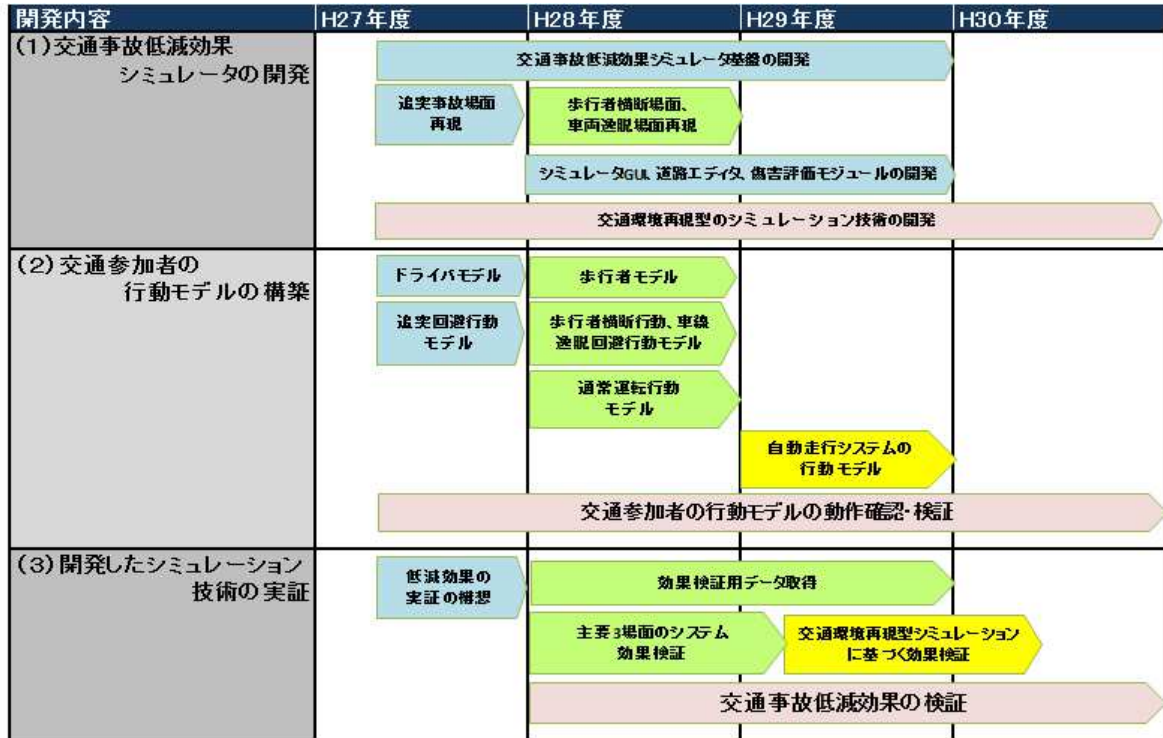 開発内容
H27年度
H28年度
H29年度
H30年度
(1)交通事故低減効果
シミュレータの開発
交通事故低減効果シミュレータ基盤の開発
追突事故場面
再現
歩行者横断場面、
車両逸脱場面再現
シミュレータGUI、道路エディタ、傷害評価モジュールの開発
交通環境再現型のシミュレーション技術の開発
(2)交通参加者の
行動モデルの構築
ドライバモデル
歩行者モデル
追突回避行動
モデル
歩行者横断行動、車線
逸脱回避行動モデル
通常運転行動
モデル
自動走行システムの
行動モデル
交通参加者の行動モデルの動作確認・検証
(3)開発したシミュレーション
技術の実証
低減効果の
実証の構想
効果検証用データ取得
主要3場面のシステム
効果検証
交通環境再現型シミュレーション
に基づく効果検証
交通事故低減効果の検証